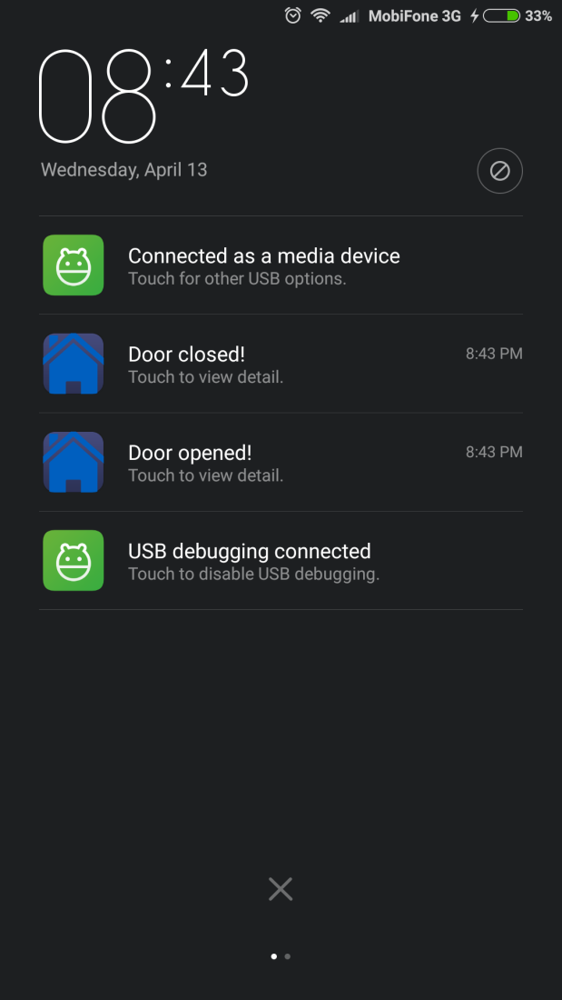 MobiFone 3G 33%
08:43
Wednesday, April 13
Connected as a media device
Touch for other USB options.
Door closed! 8:43 PM
Touch to view detail.
Door opened! 8:43 PM
Touch to view detail.
USB debugging connected
Touch to disable USB debugging.